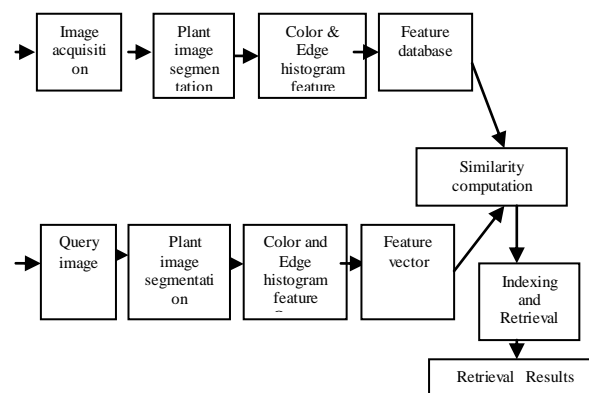 Image
acquisiti
on
Plant
image
segmen
tation
Color &
Edge
histogram
feature
Feature
database
Similarity
computation
Query
image
Plant
image
segmentati
on
Color and
Edge
histogram
feature
Feature
vector
Indexing
and
Retrieval
Retrieval Results